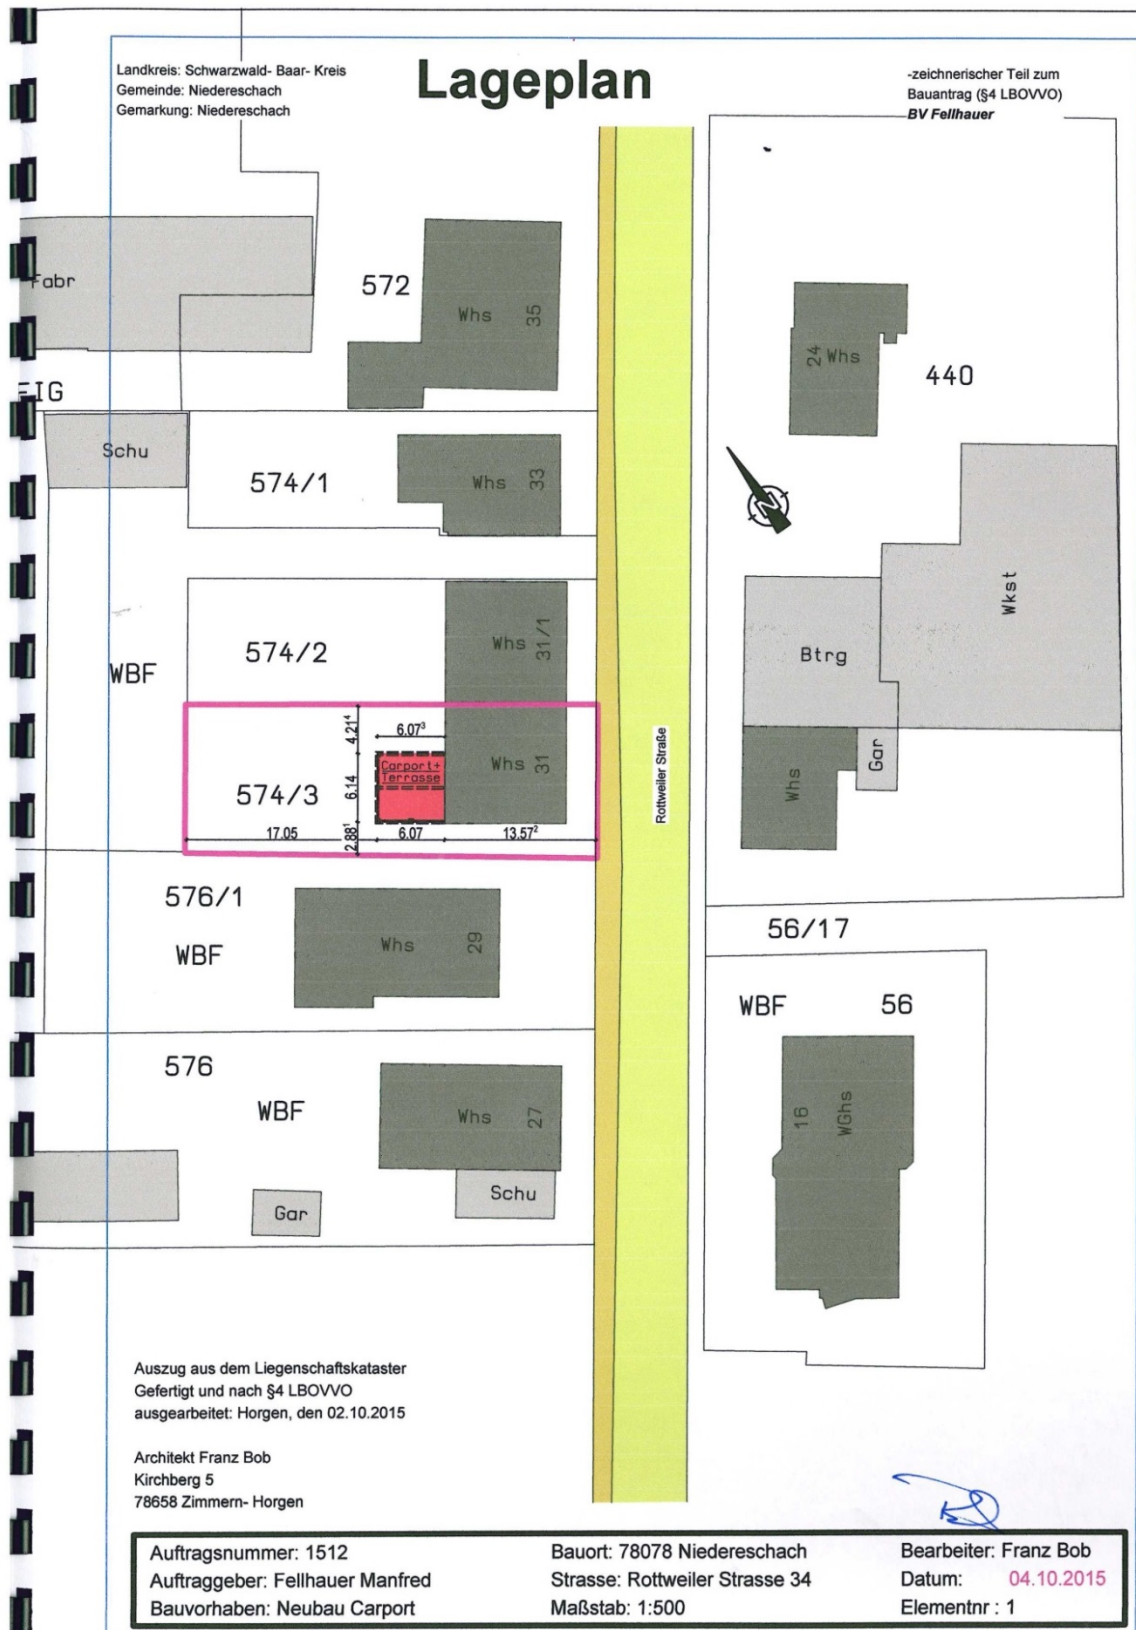 Landkreis: Schwarzwald- Baar- Kreis
Gemeinde: Niedereschach
Gemarkung: Niedereschach
Lageplan
-zeichnerischer Teil zum
Bauantrag (§4 LBOVVO)
BV Fellhauer
Fabr
572
Whs
35
24
Whs
440
EIG
Schu
574/1
Whs
33
N
Wkst
WBF
574/2
Whs
31/1
Btrg
4.21⁴
6.07³
Carport+
Terrasse
6.14
574/3
Whs
31
Rottweiler Straße
Whs
Gar
17.05
2.88¹
6.07
13.57²
576/1
WBF
Whs
29
56/17
WBF
56
576
WBF
Whs
27
16
WGhs
Schu
Gar
Auszug aus dem Liegenschaftskataster
Gefertigt und nach §4 LBOVVO
ausgearbeitet: Horgen, den 02.10.2015
Architekt Franz Bob
Kirchberg 5
78658 Zimmern- Horgen
Auftragsnummer: 1512
Auftraggeber: Fellhauer Manfred
Bauvorhaben: Neubau Carport
Bauort: 78078 Niedereschach
Strasse: Rottweiler Strasse 34
Maßstab: 1:500
Bearbeiter: Franz Bob
Datum: 04.10.2015
Elementnr : 1